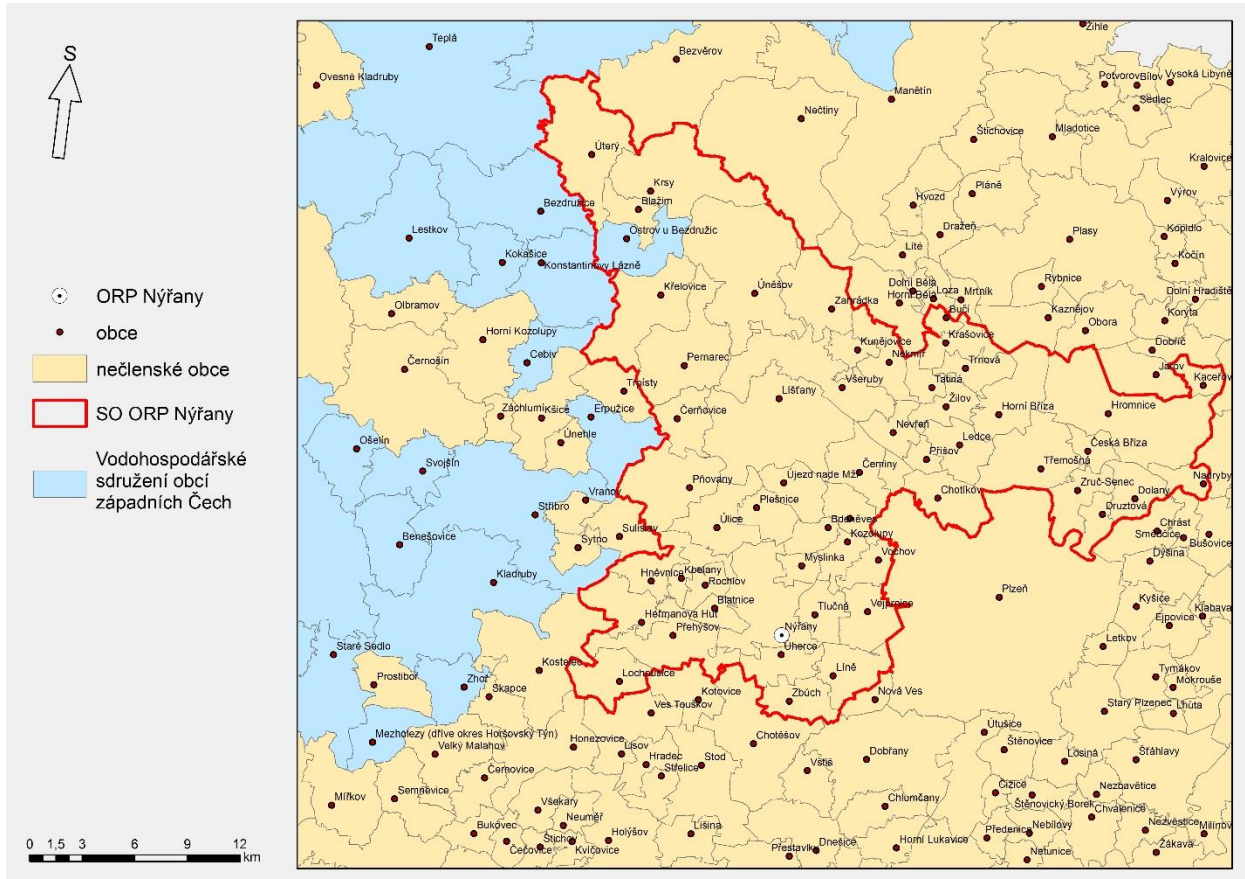 S
ORP Nýřany
obce
nečlenské obce
SO ORP Nýřany
Vodohospodářské
sdružení obcí
západních Čech
0 1,5 3 6 9 12
km
Teplá
Žihle
Ovesné Kladruby
Bezvěrov
Potvorov
Bílov
Vysoká Libyně
Manětín
Sedlec
Nečtiny
Štichovice
Mladotice
Úterý
Kralovice
Krsy
Pláně
Výrov
Blažim
Hvozd
Bezdružice
Lestkov
Ostrov u Bezdružic
Dražeň
Plasy
Kopidlo
Líté
Kokašice
Konstantinovy Lázně
Kočín
Rybnice
Křelovice
Úněšov
Dolní Bělá
Loza
Mrtník
Dolní Hradiště
Horní Bělá
Zahrádka
Olbramov
Bučí
Kaznějov
Obora
Koryta
Horní Kozolupy
Krašovice
Kunějovice
Dobříč
Cebiv
Nekmíř
Pernarec
Trnová
Jarov
Černošín
Kaceřov
Všeruby
Tatiná
Trpísty
Líšťany
Žilov
Záchlumí
Kšice
Erpužice
Čerňovice
Horní Bříza
Hromnice
Nevřeň
Únehle
Ošelín
Ledce
Česká Bříza
Příšov
Svojšín
Třemošná
Pňovany
Újezd nade Mží
Čeminy
Nadryby
Zruč-Senec
Vranov
Plešnice
Chotíkov
Dolany
Stříbro
Druztová
Úlice
Bdeněves
Chrást
Sulislav
Smědčice
Bušovice
Benešovice
Sytno
Kozolupy
Dýšina
Vochov
Myslinka
Kladruby
Hněvnice
Kbelany
Rochlov
Plzeň
Blatnice
Kyšice
Klabava
Tlučná
Vejprnice
Heřmanova Huť
Ejpovice
Přehýšov
Nýřany
Letkov
Staré Sedlo
Úherce
Kostelec
Tymákov
Prostiboř
Zhoř
Lochousice
Líně
Mokrouše
Skapce
Kotovice
Zbůch
Nová Ves
Ves Touškov
Starý Plzenec
Lhůta
Mezholezy (dříve okres Horšovský Týn)
Útušice
Honezovice
Chotěšov
Velký Malahov
Lisov
Štěnovice
Dobřany
Losiná
Šťáhlavy
Hradec
Stod
Černovice
Střelice
Vstiš
Semněvice
Čižice
Nezbavětice
Mířkov
Všekary
Chlumčany
Štěnovický Borek
Chválenice
Neuměř
Bukovec
Štichov
Holýšov
Lišina
Předenice
Nebílovy
Nezvěstice
Milínov
Čečovice
Kvíčovice
Přestavlky
Dnešice
Horní Lukavice
Netunice
Žákava